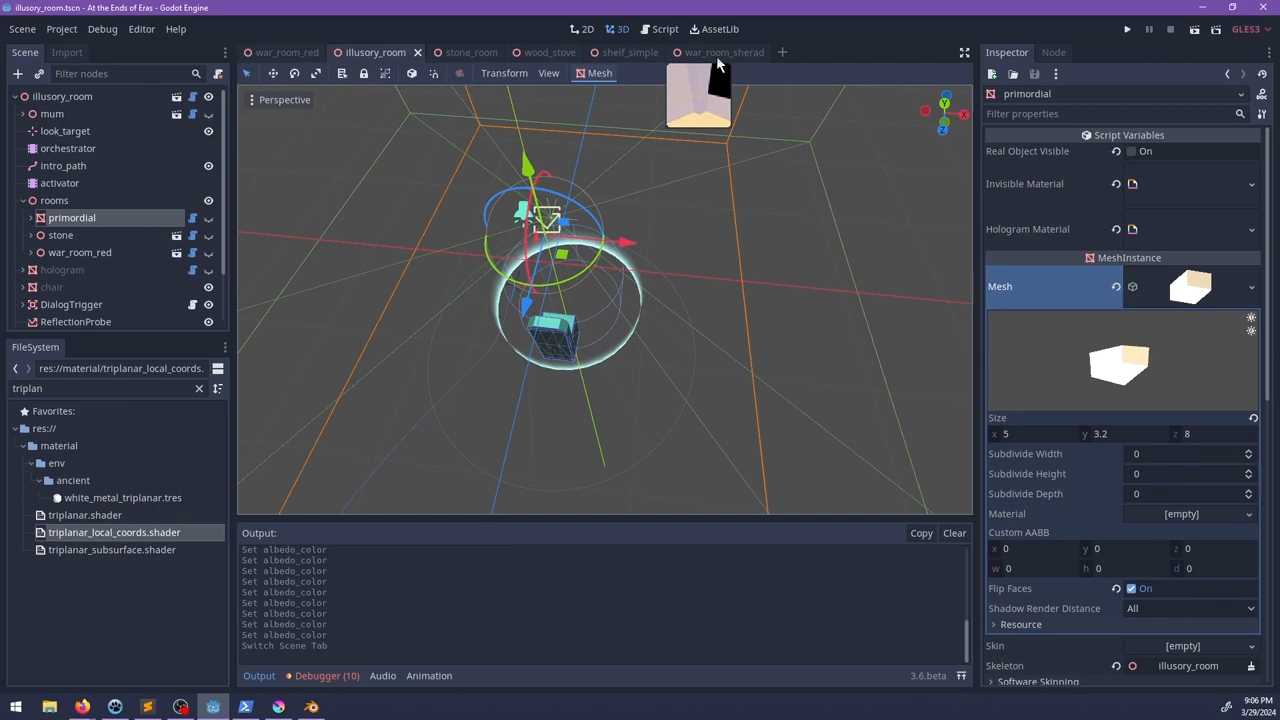 illusory_room.tscn - At the Ends of Eras - Godot Engine
Scene Project Debug Editor Help
2D 3D Script AssetLib
GLES3
Scene Import
war_room_red illusory_room stone_room wood_stove shelf_simple war_room_sherad
Inspector Node
Filter nodes
Transform View Mesh
Perspective
Y
X
Z
illusory_room
mum
look_target
orchestrator
Intro_path
activator
rooms
primordial
stone
war_room_red
hologram
chair
DialogTrigger
ReflectionProbe
FileSystem
res://material/triplanar_local_coords.
triplan
Favorites:
res://
material
env
ancient
white_metal_triplanar.tres
triplanar.shader
triplanar_local_coords.shader
triplanar_subsurface.shader
Output:
Copy Clear
Set albedo_color
Set albedo_color
Set albedo_color
Set albedo_color
Set albedo_color
Set albedo_color
Set albedo_color
Set albedo_color
Set albedo_color
Switch Scene Tab
Output Debugger (10) Audio Animation
3.6.beta
primordial
Filter properties
Script Variables
Real Object Visible On
Invisible Material
Hologram Material
MeshInstance
Mesh
Size
x 5 y 3.2 z 8
Subdivide Width 0
Subdivide Height 0
Subdivide Depth 0
Material [empty]
Custom AABB
x 0 y 0 z 0
w 0 h 0 d 0
Flip Faces On
Shadow Render Distance All
Resource
Skin [empty]
Skeleton illusory_room
Software Skinning
9:06 PM
3/29/2024